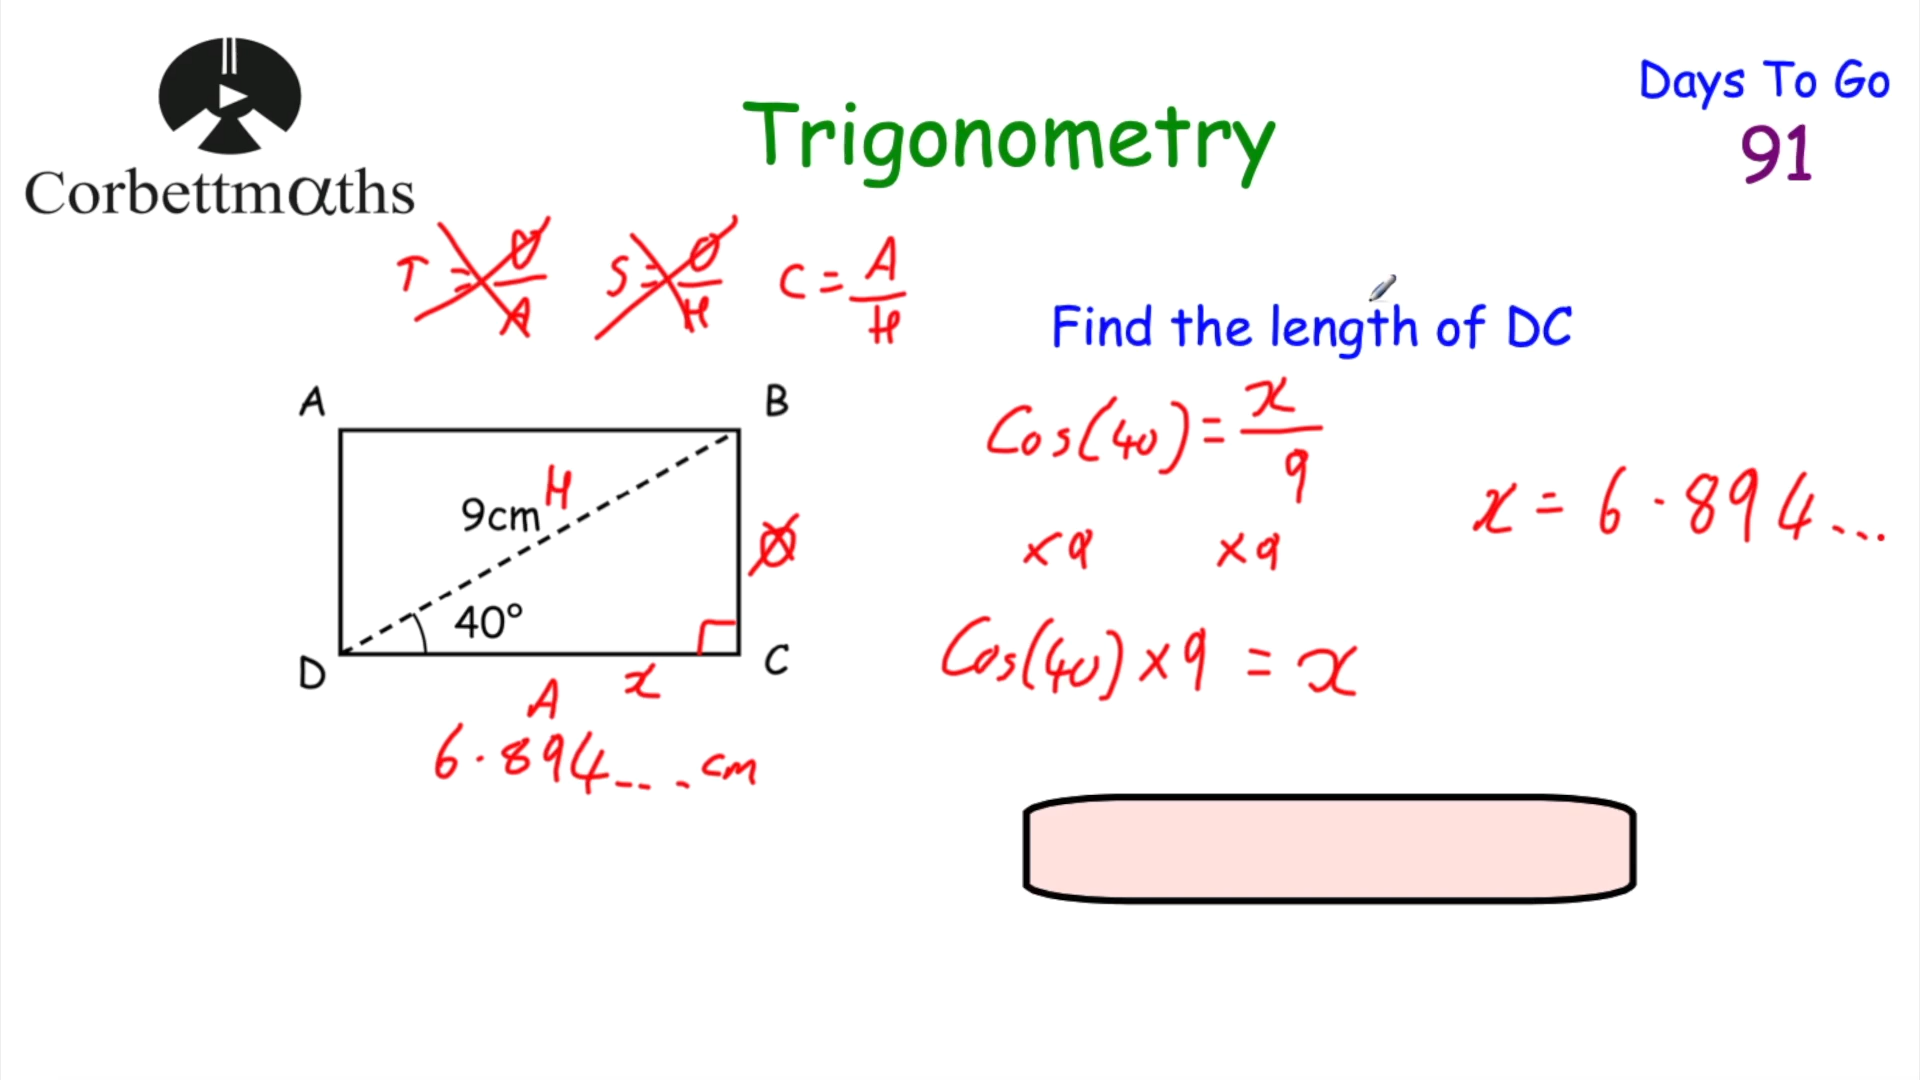 Corbettmαths
Trigonometry
Days To Go
91
T = O/A
S = O/H
C = A/H
Find the length of DC
A
B
9cm
H
O
40°
D
C
A
x
6.894... cm
Cos(40) = x/9
×9 ×9
Cos(40) × 9 = x
x = 6.894...